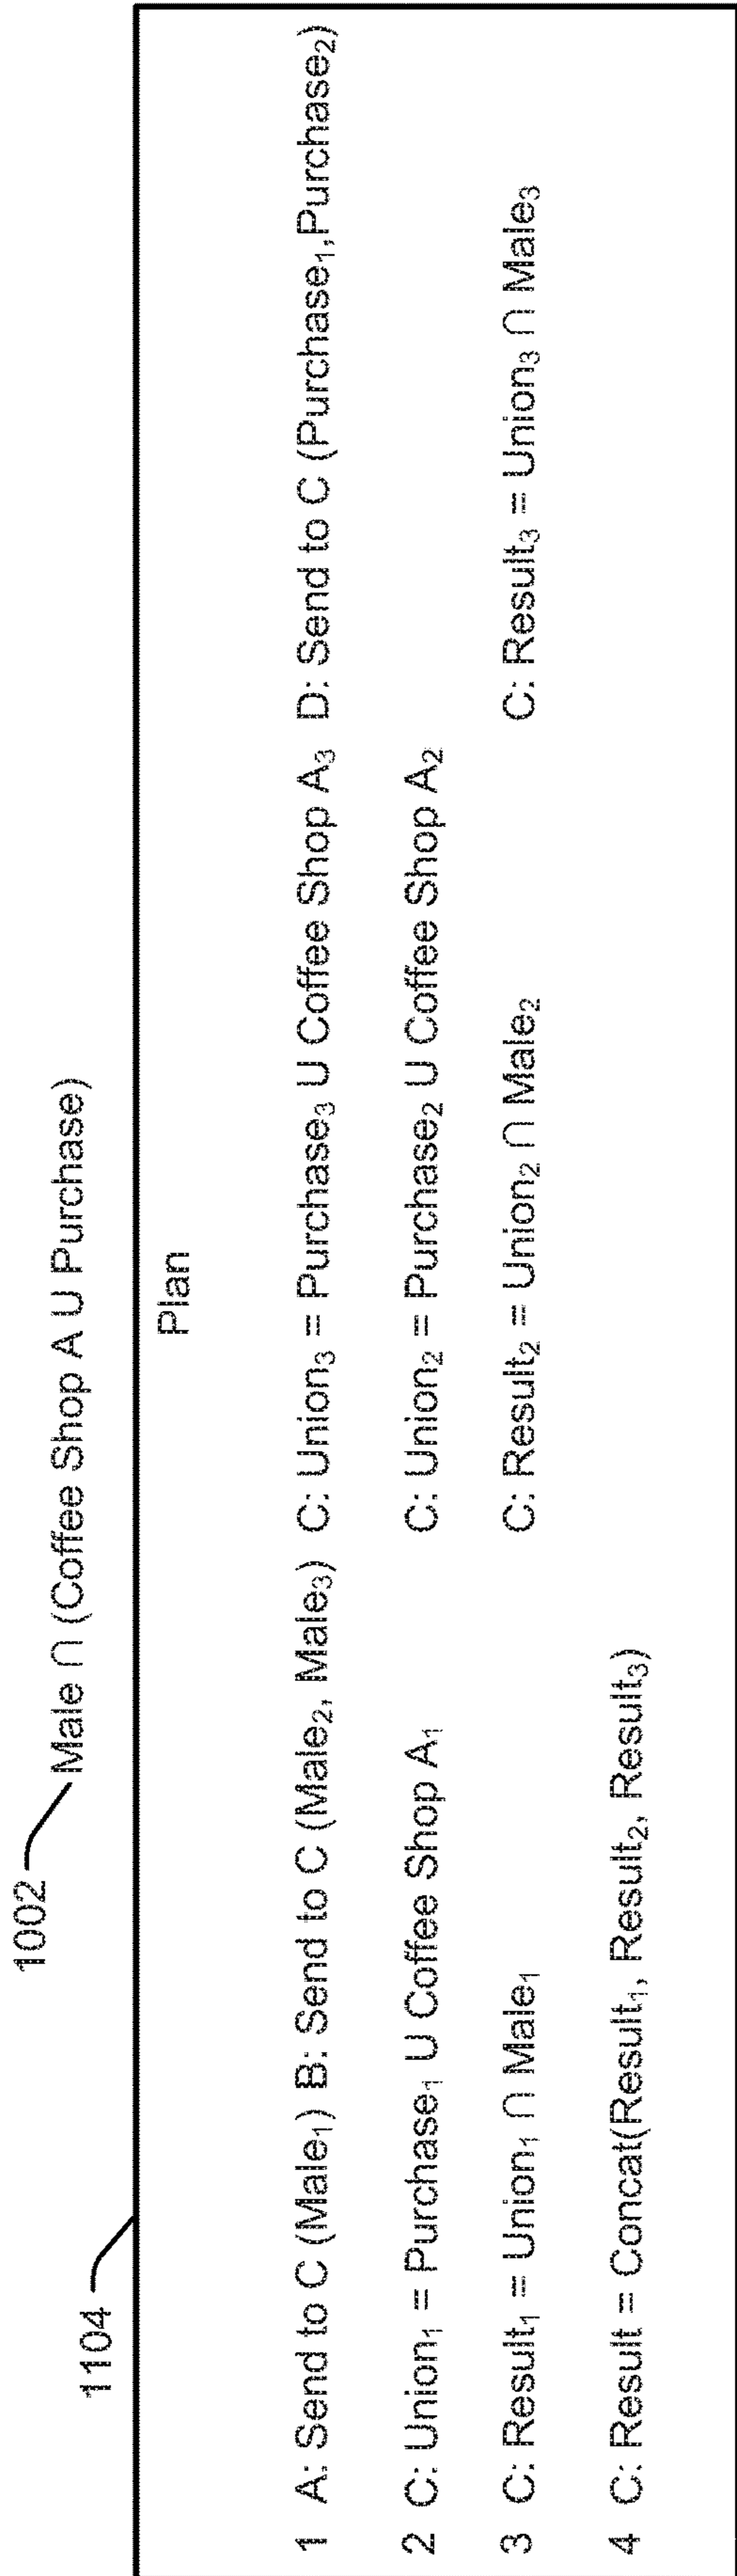 1002
Male ∩ (Coffee Shop A U Purchase)
1104
Plan
1 A: Send to C (Male₁) B: Send to C (Male₂, Male₃) C: Union₃ = Purchase₃ U Coffee Shop A₃ D: Send to C (Purchase₁,Purchase₂)
2 C: Union₁ = Purchase₁ U Coffee Shop A₁ C: Union₂ = Purchase₂ U Coffee Shop A₂
3 C: Result₁ = Union₁ ∩ Male₁ C: Result₂ = Union₂ ∩ Male₂ C: Result₃ = Union₃ ∩ Male₃
4 C: Result = Concat(Result₁, Result₂, Result₃)